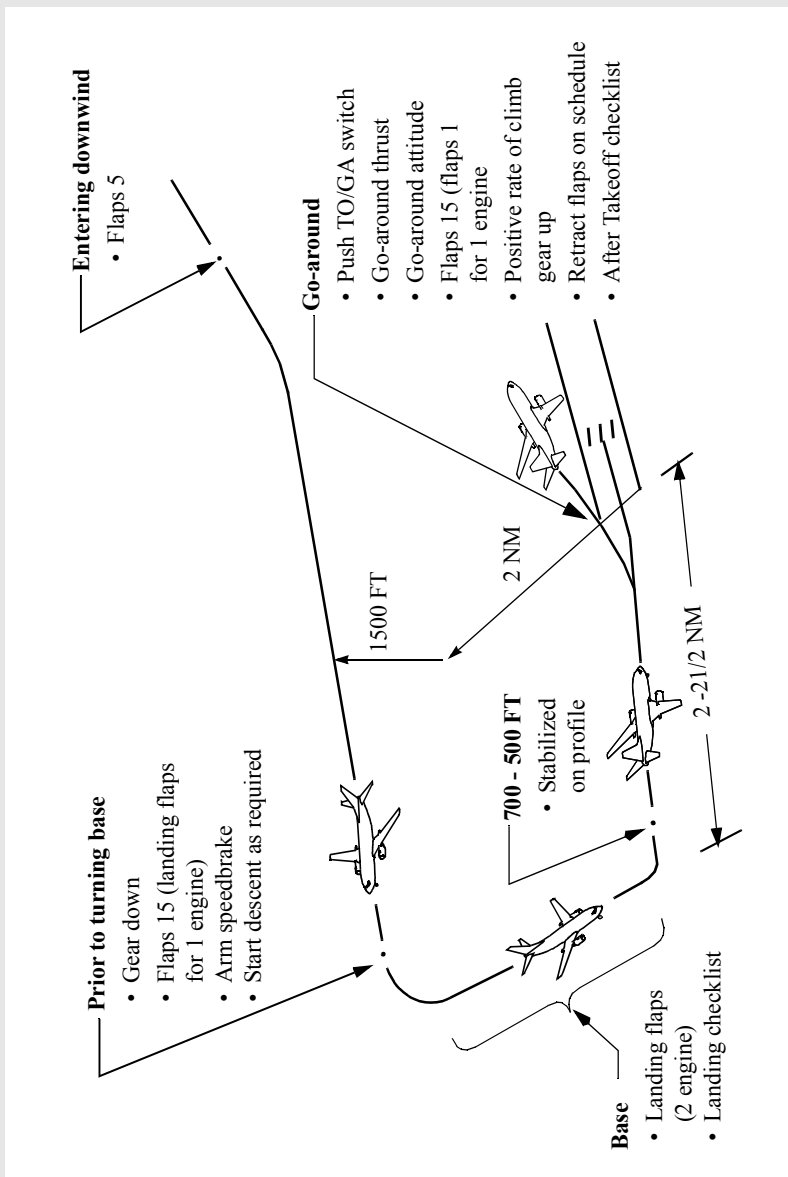 Entering downwind
• Flaps 5
Go-around
• Push TO/GA switch
• Go-around thrust
• Go-around attitude
• Flaps 15 (flaps 1
for 1 engine
• Positive rate of climb
gear up
• Retract flaps on schedule
• After Takeoff checklist
1500 FT
2 NM
Prior to turning base
• Gear down
• Flaps 15 (landing flaps
for 1 engine)
• Arm speedbrake
• Start descent as required
700 - 500 FT
• Stabilized
on profile
2 -21/2 NM
Base
• Landing flaps
(2 engine)
• Landing checklist